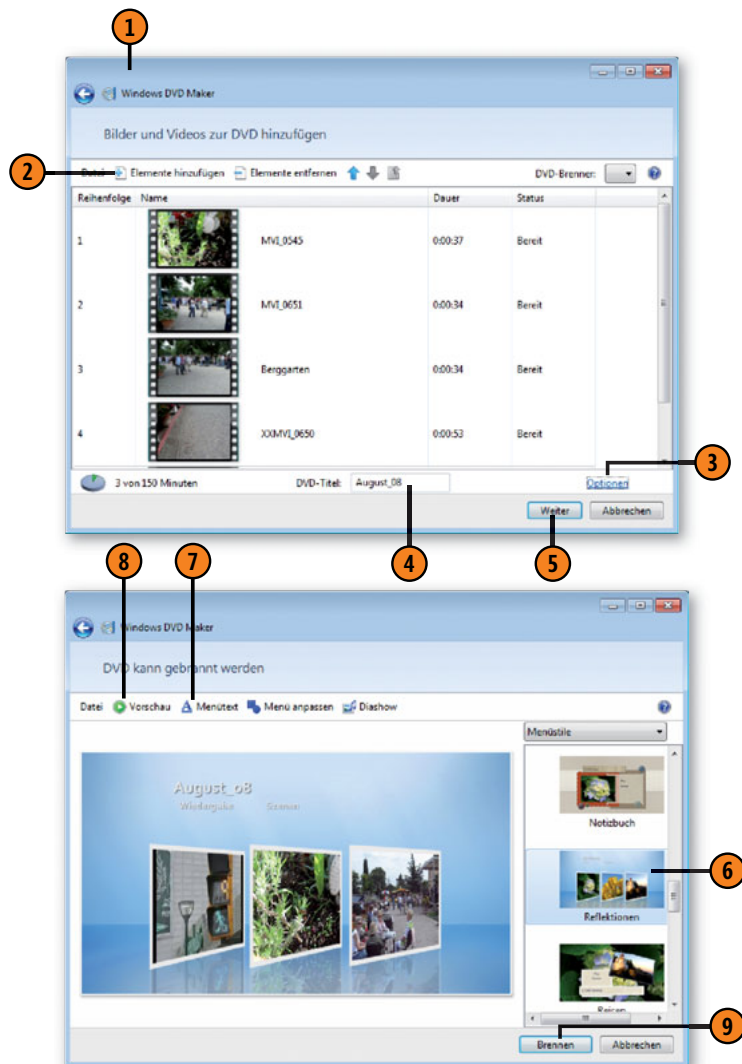 1
Windows DVD Maker
Bilder und Videos zur DVD hinzufügen
2
Datei Elemente hinzufügen Elemente entfernen DVD-Brenner:
Reihenfolge Name Dauer Status
1 MVI_0545 0:00:37 Bereit
2 MVI_0651 0:00:34 Bereit
3 Berggarten 0:00:34 Bereit
4 XXMVI_0650 0:00:53 Bereit
3
3 von 150 Minuten DVD-Titel: August_08 Optionen
Weiter Abbrechen
4 5
8 7
Windows DVD Maker
DVD kann gebrannt werden
Datei Vorschau Menütext Menü anpassen Diashow
Menüstile
August_08
Wiedergabe Szenen
Notizbuch
6
Reflektionen
Reisen
9
Brennen Abbrechen